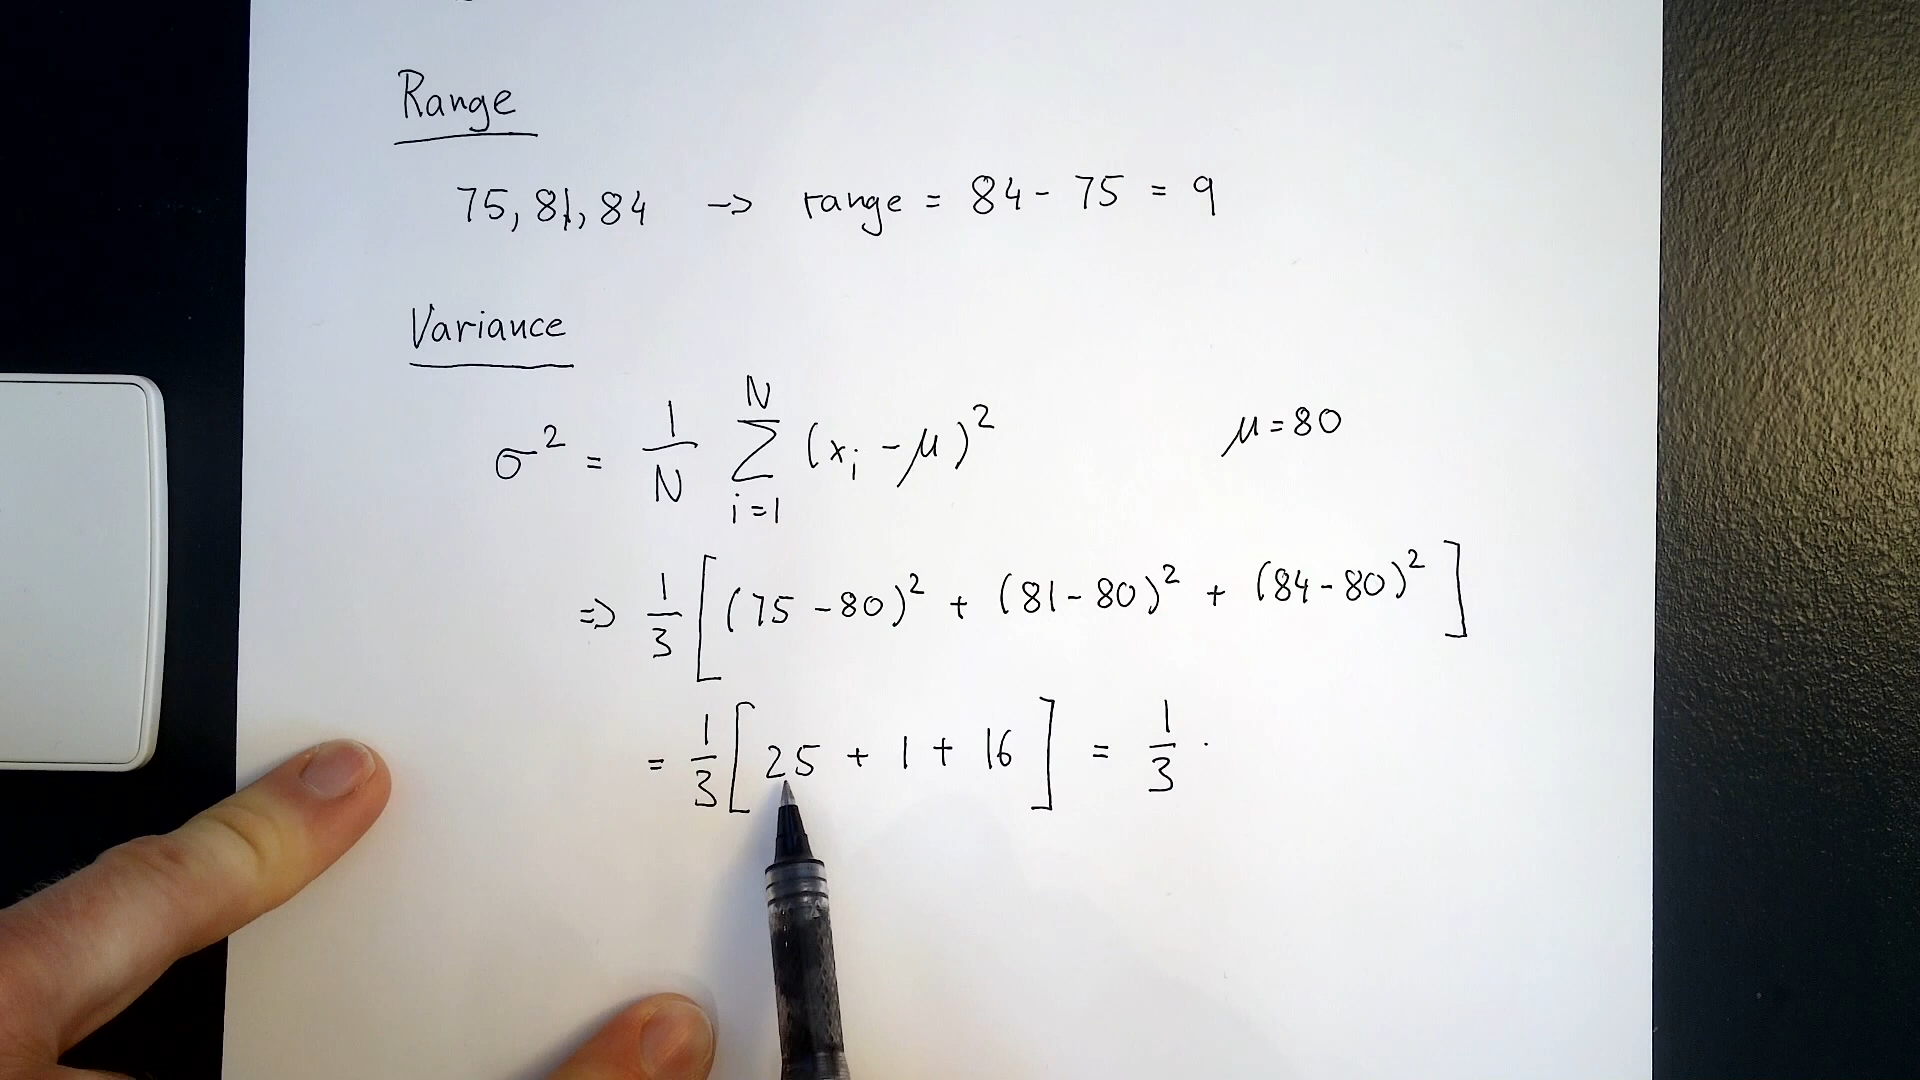 Range
75, 81, 84 -> range = 84 - 75 = 9
Variance
σ² = 1/N ∑_{i=1}^{N} (xᵢ - μ)² μ = 80
=> 1/3 [(75 - 80)² + (81 - 80)² + (84 - 80)²]
= 1/3 [25 + 1 + 16] = 1/3 ·